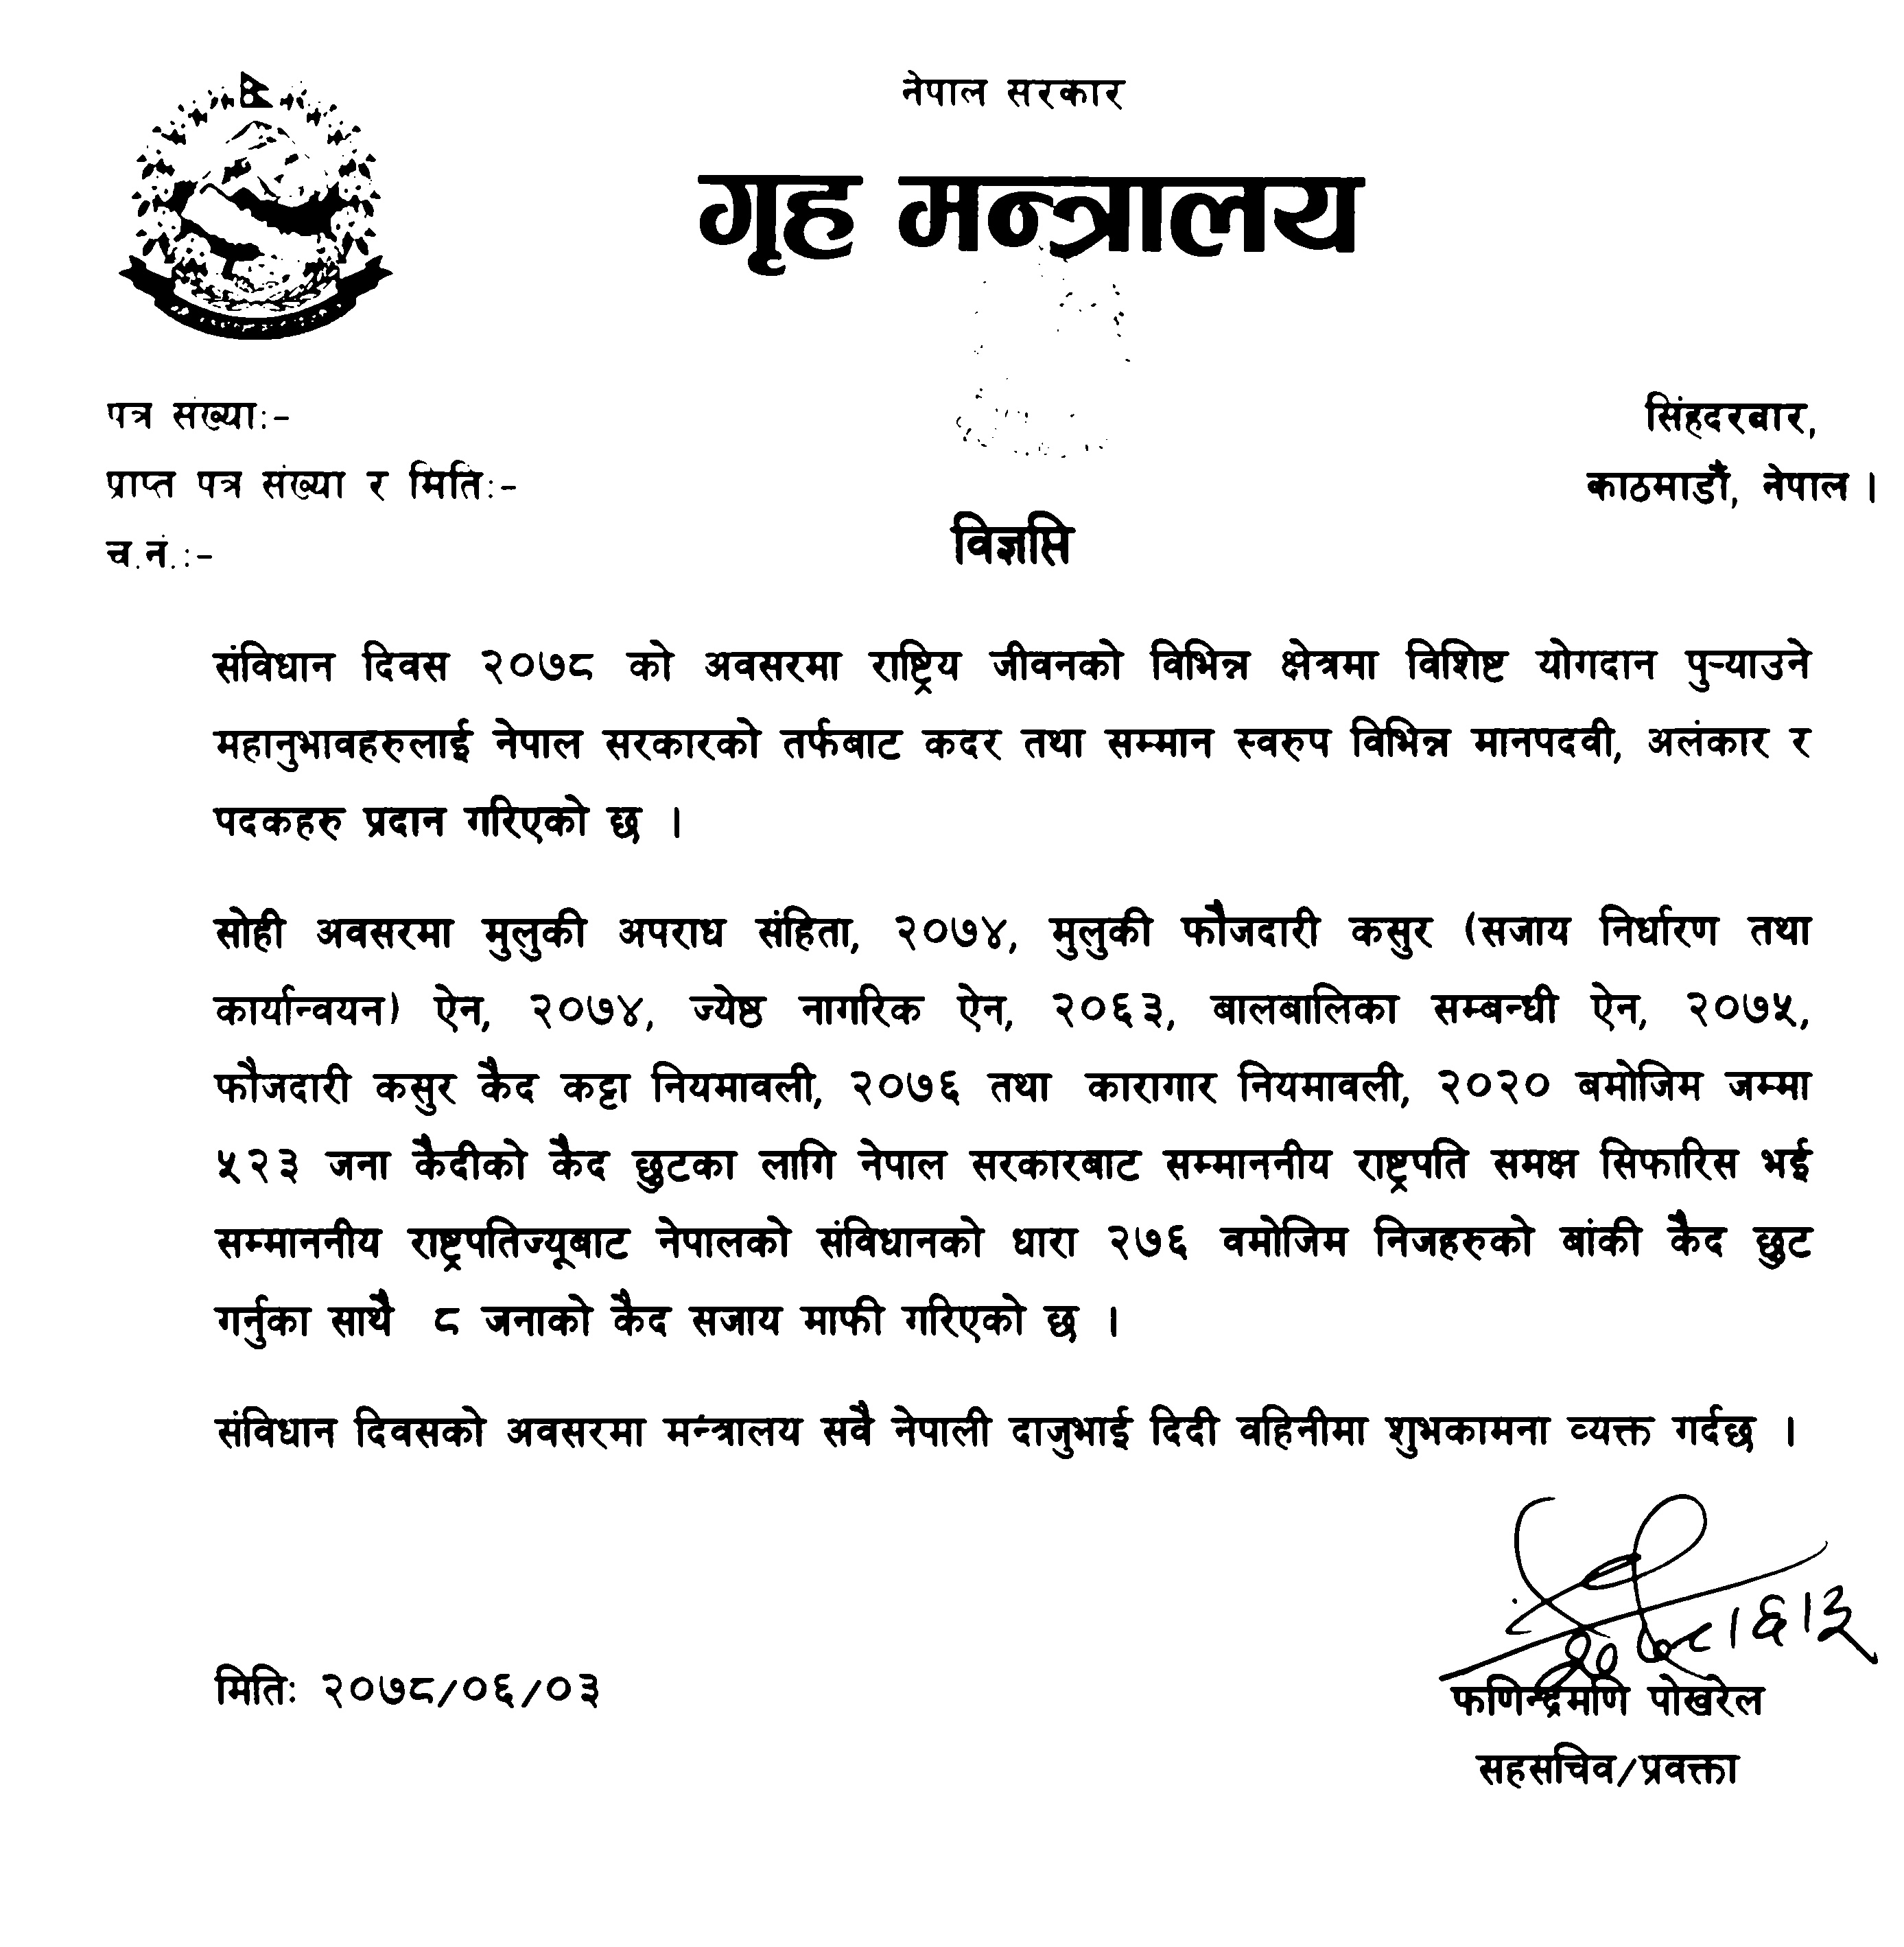 नेपाल सरकार
गृह मन्त्रालय
पत्र संख्याः-
प्राप्त पत्र संख्या र मितिः-
च.नं.:-
सिंहदरबार,
काठमाडौं, नेपाल ।
विज्ञप्ति
संविधान दिवस २०७८ को अवसरमा राष्ट्रिय जीवनको विभिन्न क्षेत्रमा विशिष्ट योगदान पुर्‍याउने
महानुभावहरुलाई नेपाल सरकारको तर्फबाट कदर तथा सम्मान स्वरुप विभिन्न मानपदवी, अलंकार र
पदकहरु प्रदान गरिएको छ ।
सोही अवसरमा मुलुकी अपराध संहिता, २०७४, मुलुकी फौजदारी कसुर (सजाय निर्धारण तथा
कार्यान्वयन) ऐन, २०७४, ज्येष्ठ नागरिक ऐन, २०६३, बालबालिका सम्बन्धी ऐन, २०७५,
फौजदारी कसुर कैद कट्टा नियमावली, २०७६ तथा कारागार नियमावली, २०२० बमोजिम जम्मा
५२३ जना कैदीको कैद छुटका लागि नेपाल सरकारबाट सम्माननीय राष्ट्रपति समक्ष सिफारिस भई
सम्माननीय राष्ट्रपतिज्यूबाट नेपालको संविधानको धारा २७६ वमोजिम निजहरुको बांकी कैद छुट
गर्नुका साथै ८ जनाको कैद सजाय माफी गरिएको छ ।
संविधान दिवसको अवसरमा मन्त्रालय सवै नेपाली दाजुभाई दिदी वहिनीमा शुभकामना व्यक्त गर्दछ ।
२०७८।६।३
मितिः २०७८/०६/०३
फणिन्द्रमणि पोखरेल
सहसचिव/प्रवक्ता